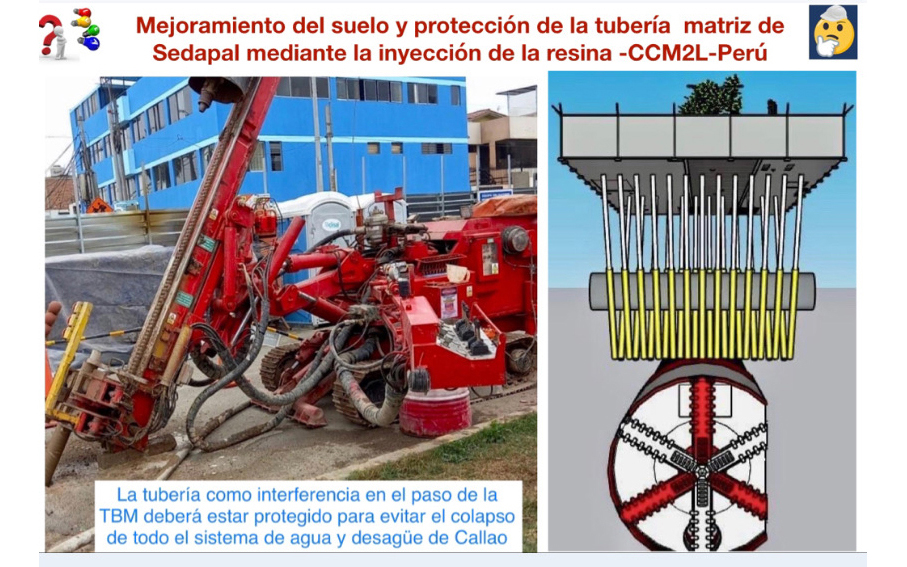 Mejoramiento del suelo y protección de la tubería matriz de
Sedapal mediante la inyección de la resina -CCM2L-Perú
La tubería como interferencia en el paso de la
TBM deberá estar protegido para evitar el colapso
de todo el sistema de agua y desagüe de Callao